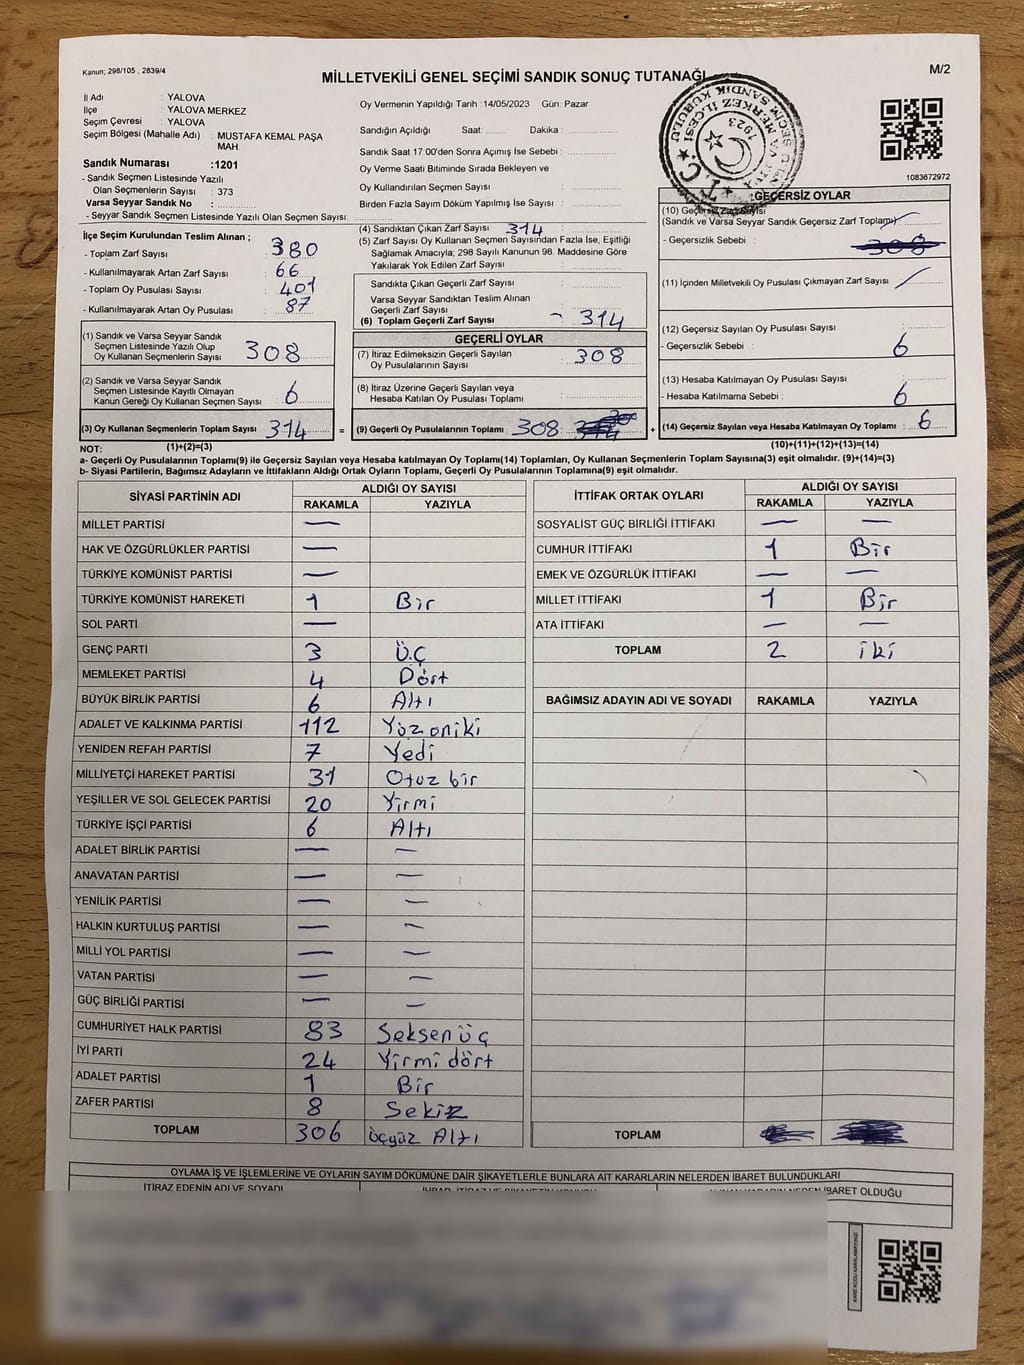 Kanun; 298/105 , 2839/4
MİLLETVEKİLİ GENEL SEÇİMİ SANDIK SONUÇ TUTANAĞI
M/2
İl Adı : YALOVA
İlçe : YALOVA MERKEZ
Seçim Çevresi : YALOVA
Seçim Bölgesi (Mahalle Adı) : MUSTAFA KEMAL PAŞA
MAH.
Sandık Numarası :1201
- Sandık Seçmen Listesinde Yazılı
Olan Seçmenlerin Sayısı : 373
Varsa Seyyar Sandık No :
- Seyyar Sandık Seçmen Listesinde Yazılı Olan Seçmen Sayısı:
Oy Vermenin Yapıldığı Tarih :14/05/2023 Gün: Pazar
Sandığın Açıldığı Saat: Dakika :
Sandık Saat 17:00'den Sonra Açılmış İse Sebebi :
Oy Verme Saati Bitiminde Sırada Bekleyen ve
Oy Kullandırılan Seçmen Sayısı :
Birden Fazla Sayım Döküm Yapılmış İse Sayısı :
T.C.
2023
1083672972
İlçe Seçim Kurulundan Teslim Alınan ;
- Toplam Zarf Sayısı : 380
- Kullanılmayarak Artan Zarf Sayısı : 66
- Toplam Oy Pusulası Sayısı : 401
- Kullanılmayarak Artan Oy Pusulası : 87
(4) Sandıktan Çıkan Zarf Sayısı 314
(5) Zarf Sayısı Oy Kullanan Seçmen Sayısından Fazla İse, Eşitliği
Sağlamak Amacıyla; 298 Sayılı Kanunun 98. Maddesine Göre
Yakılarak Yok Edilen Zarf Sayısı :
Sandıkta Çıkan Geçerli Zarf Sayısı :
Varsa Seyyar Sandıktan Teslim Alınan
Geçerli Zarf Sayısı :
(6) Toplam Geçerli Zarf Sayısı 314
GEÇERSİZ OYLAR
(10) Geçersiz Zarf Sayısı
(Sandık ve Varsa Seyyar Sandık Geçersiz Zarf Toplamı)
- Geçersizlik Sebebi :
(11) İçinden Milletvekili Oy Pusulası Çıkmayan Zarf Sayısı
(12) Geçersiz Sayılan Oy Pusulası Sayısı :
- Geçersizlik Sebebi : 6
(13) Hesaba Katılmayan Oy Pusulası Sayısı :
- Hesaba Katılmama Sebebi : 6
(14) Geçersiz Sayılan veya Hesaba Katılmayan Oy Toplamı : 6
(10)+(11)+(12)+(13)=(14)
(1) Sandık ve Varsa Seyyar Sandık
Seçmen Listesinde Yazılı Olup
Oy Kullanan Seçmenlerin Sayısı 308
(2) Sandık ve Varsa Seyyar Sandık
Seçmen Listesinde Kayıtlı Olmayan
Kanun Gereği Oy Kullanan Seçmen Sayısı : 6
(3) Oy Kullanan Seçmenlerin Toplam Sayısı 314 =
(1)+(2)=(3)
GEÇERLİ OYLAR
(7) İtiraz Edilmeksizin Geçerli Sayılan
Oy Pusulalarının Sayısı : 308
(8) İtiraz Üzerine Geçerli Sayılan veya
Hesaba Katılan Oy Pusulası Toplamı :
(9) Geçerli Oy Pusulalarının Toplamı 308 +
NOT:
a- Geçerli Oy Pusulalarının Toplamı(9) ile Geçersiz Sayılan veya Hesaba katılmayan Oy Toplamı(14) Toplamları, Oy Kullanan Seçmenlerin Toplam Sayısına(3) eşit olmalıdır. (9)+(14)=(3)
b- Siyasi Partilerin, Bağımsız Adayların ve İttifakların Aldığı Ortak Oyların Toplamı, Geçerli Oy Pusulalarının Toplamına(9) eşit olmalıdır.
SİYASİ PARTİNİN ADI ALDIĞI OY SAYISI
RAKAMLA YAZIYLA
MİLLET PARTİSİ —
HAK VE ÖZGÜRLÜKLER PARTİSİ —
TÜRKİYE KOMÜNİST PARTİSİ —
TÜRKİYE KOMÜNİST HAREKETİ 1 Bir
SOL PARTİ —
GENÇ PARTİ 3 Üç
MEMLEKET PARTİSİ 4 Dört
BÜYÜK BİRLİK PARTİSİ 6 Altı
ADALET VE KALKINMA PARTİSİ 112 Yüzoniki
YENİDEN REFAH PARTİSİ 7 Yedi
MİLLİYETÇİ HAREKET PARTİSİ 31 Otuz bir
YEŞİLLER VE SOL GELECEK PARTİSİ 20 Yirmi
TÜRKİYE İŞÇİ PARTİSİ 6 Altı
ADALET BİRLİK PARTİSİ — —
ANAVATAN PARTİSİ — —
YENİLİK PARTİSİ — —
HALKIN KURTULUŞ PARTİSİ — —
MİLLİ YOL PARTİSİ — —
VATAN PARTİSİ — —
GÜÇ BİRLİĞİ PARTİSİ — —
CUMHURİYET HALK PARTİSİ 83 Seksen üç
İYİ PARTİ 24 Yirmi dört
ADALET PARTİSİ 1 Bir
ZAFER PARTİSİ 8 Sekiz
TOPLAM 306 üçyüz Altı
İTTİFAK ORTAK OYLARI ALDIĞI OY SAYISI
RAKAMLA YAZIYLA
SOSYALİST GÜÇ BİRLİĞİ İTTİFAKI — —
CUMHUR İTTİFAKI 1 Bir
EMEK VE ÖZGÜRLÜK İTTİFAKI — —
MİLLET İTTİFAKI 1 Bir
ATA İTTİFAKI — —
TOPLAM 2 iki
BAĞIMSIZ ADAYIN ADI VE SOYADI RAKAMLA YAZIYLA
TOPLAM
OYLAMA İŞ VE İŞLEMLERİNE VE OYLARIN SAYIM DÖKÜMÜNE DAİR ŞİKAYETLERLE BUNLARA AİT KARARLARIN NELERDEN İBARET BULUNDUKLARI
İTİRAZ EDENİN ADI VE SOYADI
İBARET OLDUĞU